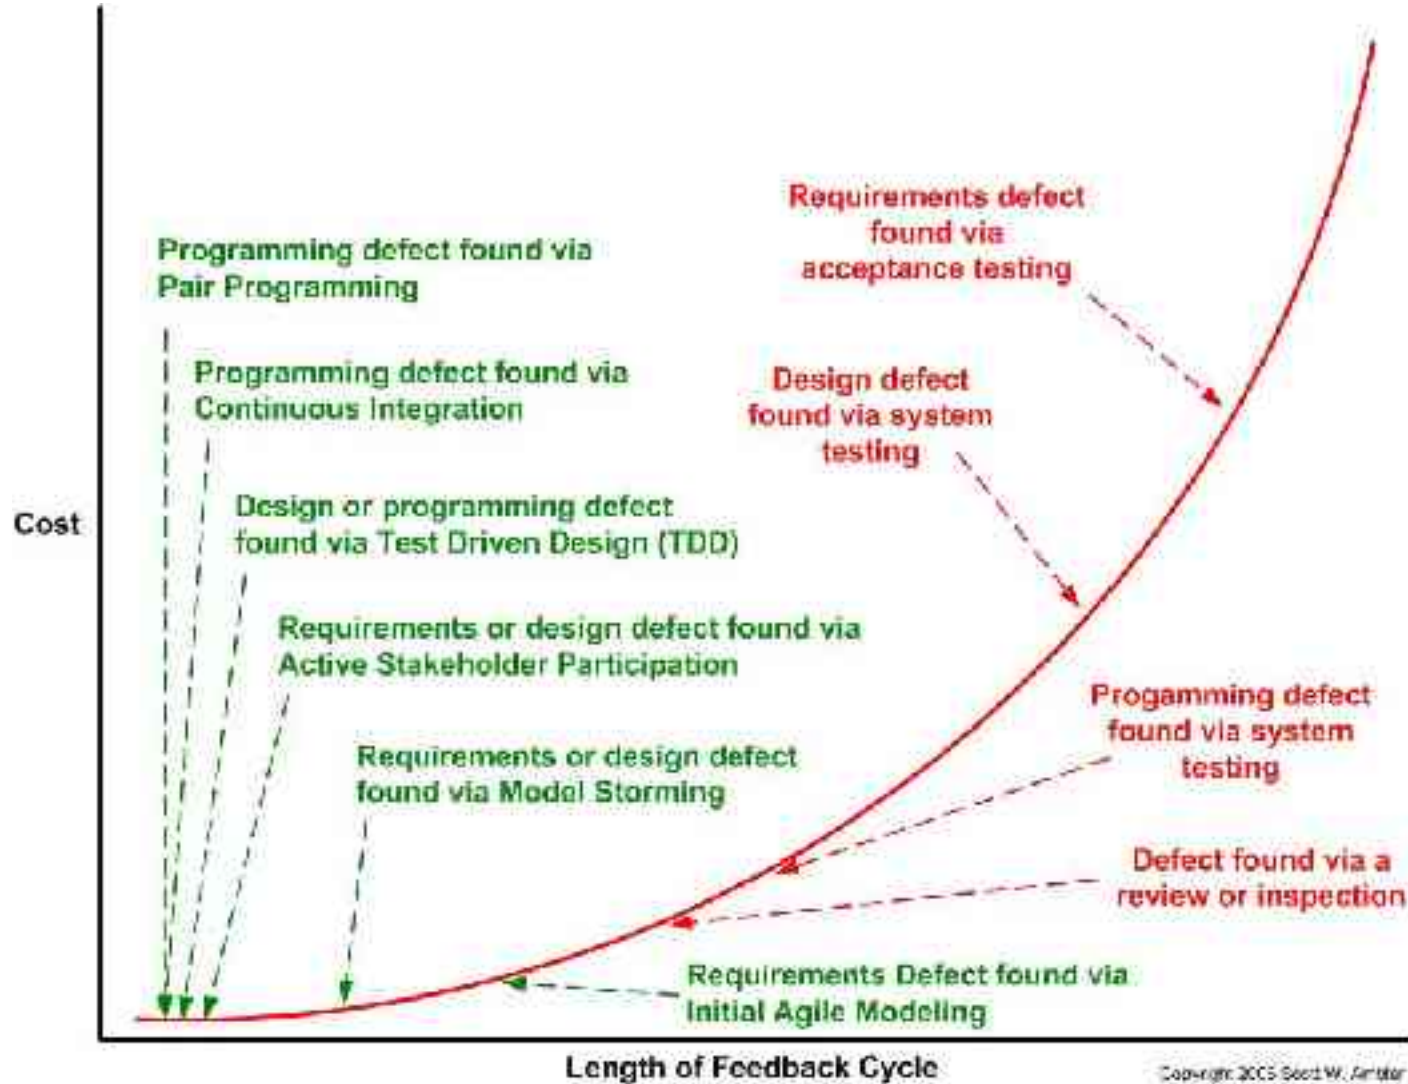 Programming defect found via
Pair Programming
Programming defect found via
Continuous Integration
Design or programming defect
found via Test Driven Design (TDD)
Requirements or design defect found via
Active Stakeholder Participation
Requirements or design defect
found via Model Storming
Requirements Defect found via
Initial Agile Modeling
Requirements defect
found via
acceptance testing
Design defect
found via system
testing
Progamming defect
found via system
testing
Defect found via a
review or inspection
Cost
Length of Feedback Cycle
Copyright Scott W. Ambler